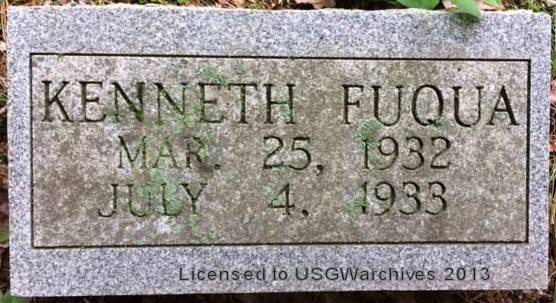 KENNETH FUQUA
MAR. 25, 1932
JULY 4, 1933
Licensed to USGWarchives 2013